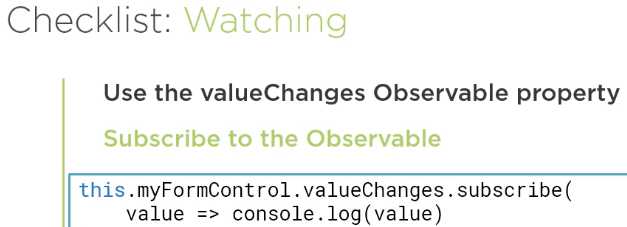 Checklist: Watching
Use the valueChanges Observable property
Subscribe to the Observable
this.myFormControl.valueChanges.subscribe(
value => console.log(value)